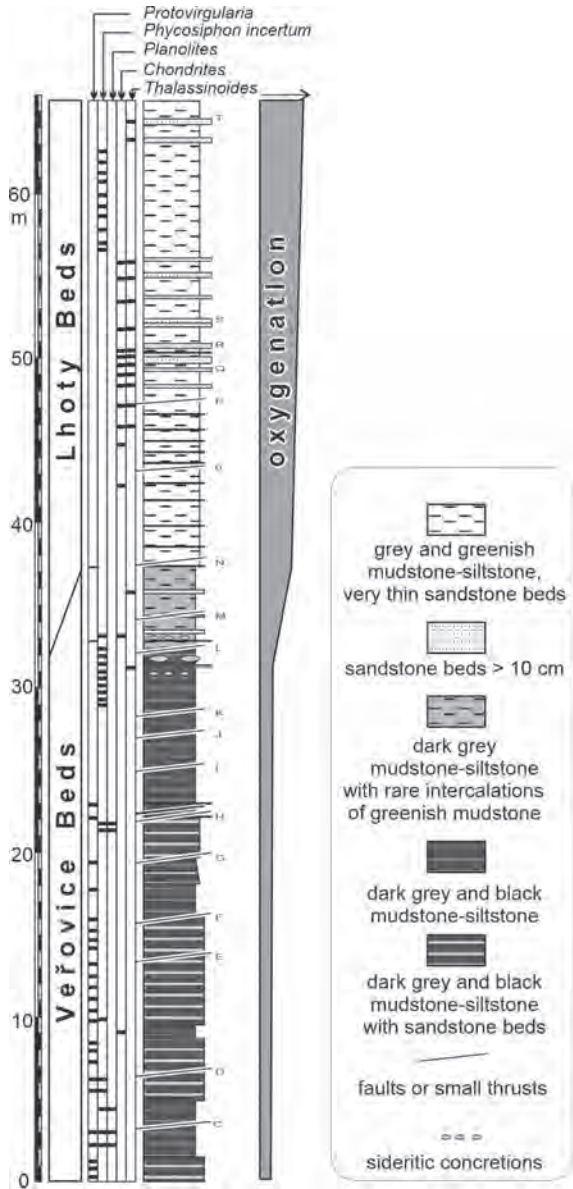 Protovirgularia
Phycosiphon incertum
Planolites
Chondrites
Thalassinoides
60
m
50
40
30
20
10
0
Lhoty Beds
Veřovice Beds
T
S
R
Q
P
O
N
M
L
K
J
I
H
G
F
E
D
C
oxygenation
grey and greenish
mudstone-siltstone,
very thin sandstone beds
sandstone beds > 10 cm
dark grey
mudstone-siltstone
with rare intercalations
of greenish mudstone
dark grey and black
mudstone-siltstone
dark grey and black
mudstone-siltstone
with sandstone beds
faults or small thrusts
sideritic concretions